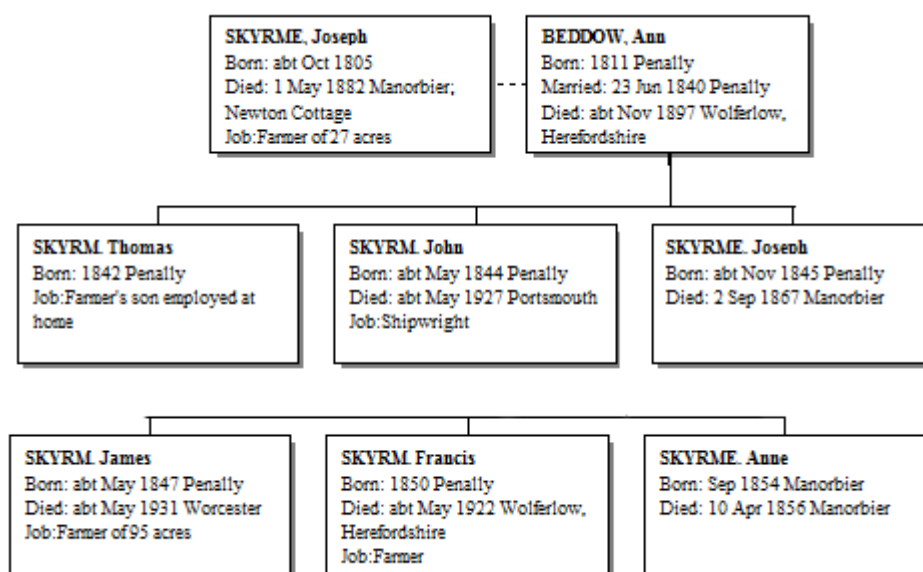 SKYRME, Joseph
Born: abt Oct 1805
Died: 1 May 1882 Manorbier;
Newton Cottage
Job:Farmer of 27 acres
BEDDOW, Ann
Born: 1811 Penally
Married: 23 Jun 1840 Penally
Died: abt Nov 1897 Wolferlow,
Herefordshire
SKYRM. Thomas
Born: 1842 Penally
Job:Farmer's son employed at
home
SKYRM. John
Born: abt May 1844 Penally
Died: abt May 1927 Portsmouth
Job:Shipwright
SKYRME. Joseph
Born: abt Nov 1845 Penally
Died: 2 Sep 1867 Manorbier
SKYRM. James
Born: abt May 1847 Penally
Died: abt May 1931 Worcester
Job:Farmer of 95 acres
SKYRM. Francis
Born: 1850 Penally
Died: abt May 1922 Wolferlow,
Herefordshire
Job:Farmer
SKYRME. Anne
Born: Sep 1854 Manorbier
Died: 10 Apr 1856 Manorbier